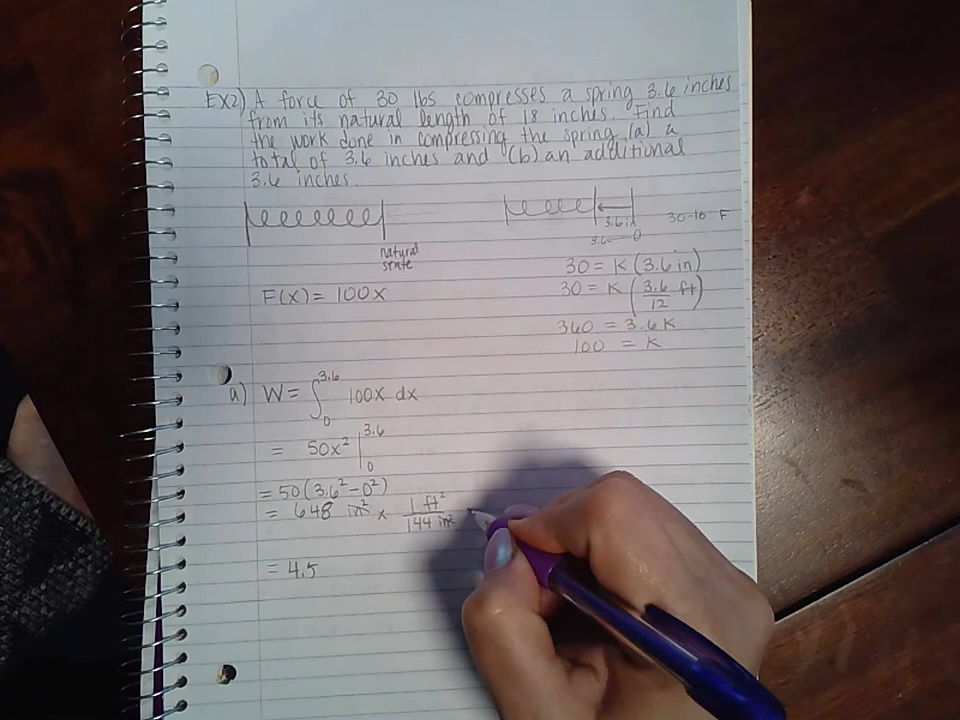 EX2) A force of 30 lbs compresses a spring 3.6 inches
from its natural length of 18 inches. Find
the work done in compressing the spring (a) a
total of 3.6 inches and (b) an additional
3.6 inches.
3.6 in
30-lb F
3.6 0
natural
state
30 = K (3.6 in)
F(x) = 100x
30 = K (3.6/12 ft)
360 = 3.6 K
100 = K
a) W = ∫₀^3.6 100x dx
= 50x² |₀^3.6
= 50(3.6² - 0²)
= 648 in² × 1 ft²/144 in²
= 4.5